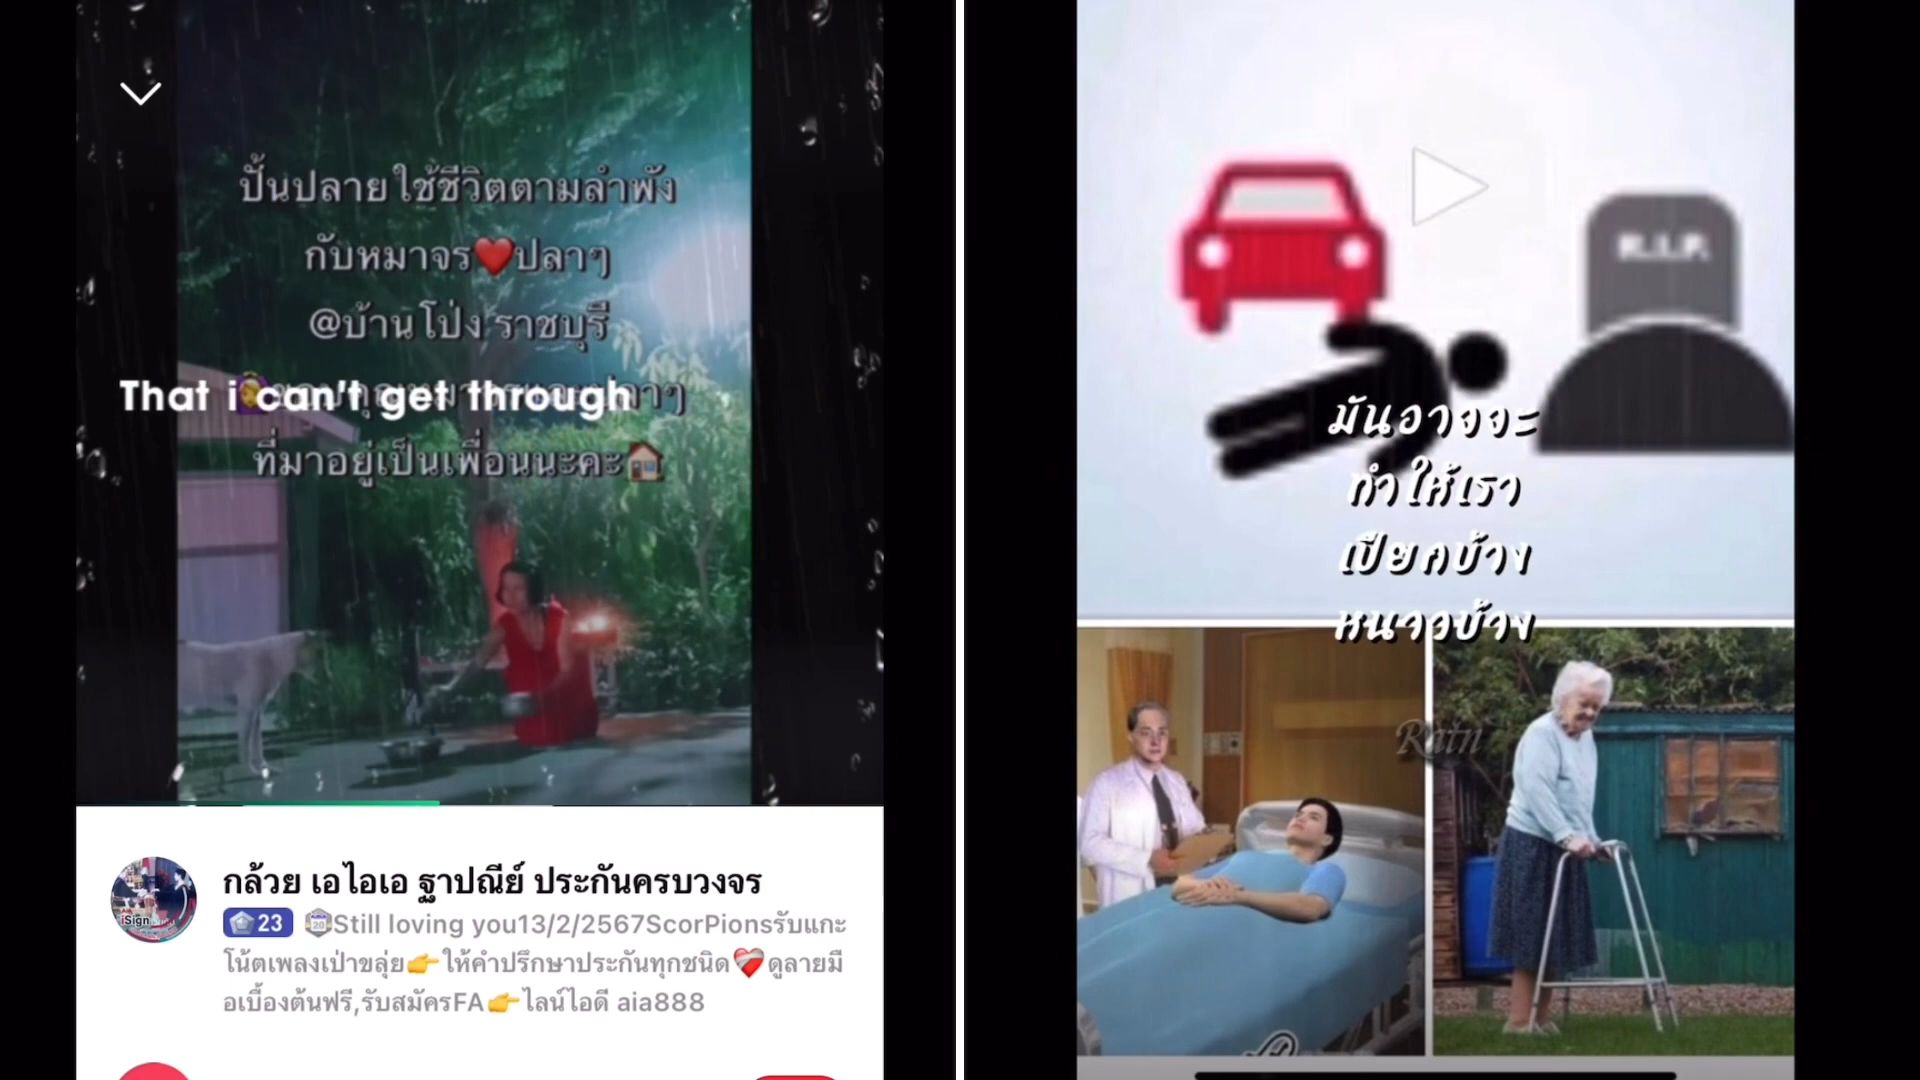 ปั้นปลายใช้ชีวิตตามลำพัง
กับหมาจร❤️ปลาๆ
@บ้านโป่ง ราชบุรี
That i can't get through
ที่มาอยู่เป็นเพื่อนนะคะ🏠
กล้วย เอไอเอ ฐาปณีย์ ประกันครบวงจร
23 20 Still loving you13/2/2567ScorPionsรับแกะ
โน้ตเพลงเป่าขลุ่ย👉ให้คำปรึกษาประกันทุกชนิด❤️‍🩹ดูลายมื
อเบื้องต้นฟรี,รับสมัครFA👉ไลน์ไอดี aia888
iSign
R.I.P.
มันอาจจะ
ทำให้เรา
เปียกบ้าง
หนาวบ้าง
Ratn